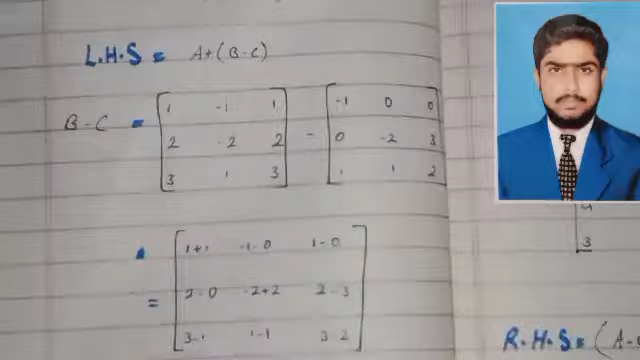 L.H.S = A+(B-C)
B-C = [1 -1 1] - [-1 0 0]
[2 -2 2] [0 -2 3]
[3 1 3] [1 1 2]
= [1+1 -1-0 1-0]
[2-0 -2+2 2-3]
[3-1 1-1 3-2]
3
R.H.S = (A-